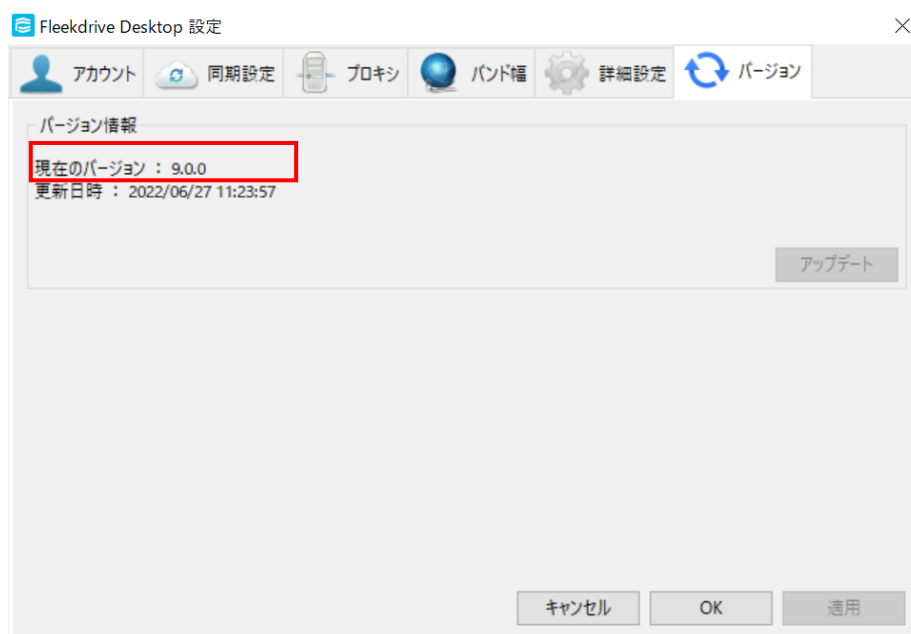 Fleekdrive Desktop 設定
アカウント 同期設定 プロキシ バンド幅 詳細設定 バージョン
バージョン情報
現在のバージョン : 9.0.0
更新日時 : 2022/06/27 11:23:57
アップデート
キャンセル OK 適用